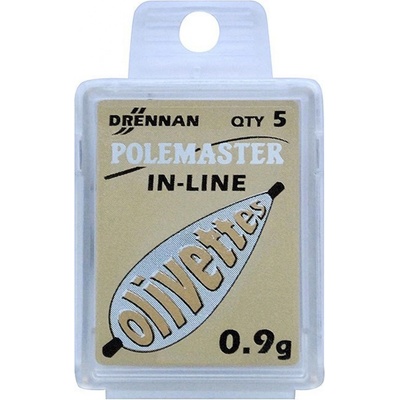 DRENNAN QTY 5
POLEMASTER
IN-LINE
olivettes
0.9g